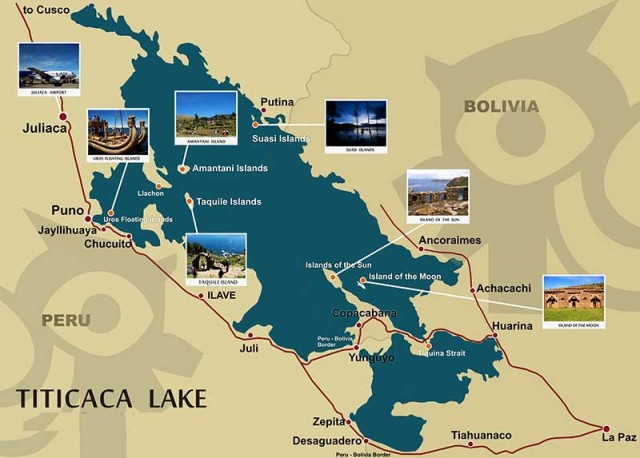 to Cusco
JULIACA AIRPORT
Juliaca
UROS FLOATING ISLANDS
AMANTANI ISLAND
Putina
Suasi Islands
SUASI ISLANDS
BOLIVIA
Amantani Islands
Llachon
Taquile Islands
Puno
Uros Floating Islands
Jayllihuaya
Chucuito
TAQUILE ISLAND
ISLAND OF THE SUN
Ancoraimes
Islands of the Sun
Island of the Moon
Achacachi
ISLAND OF THE MOON
ILAVE
PERU
Copacabana
Huarina
Juli
Peru - Bolivia
Border
Yunguyo
Tiquina Strait
TITICACA LAKE
Zepita
Desaguadero
Tiahuanaco
La Paz
Peru - Bolivia Border